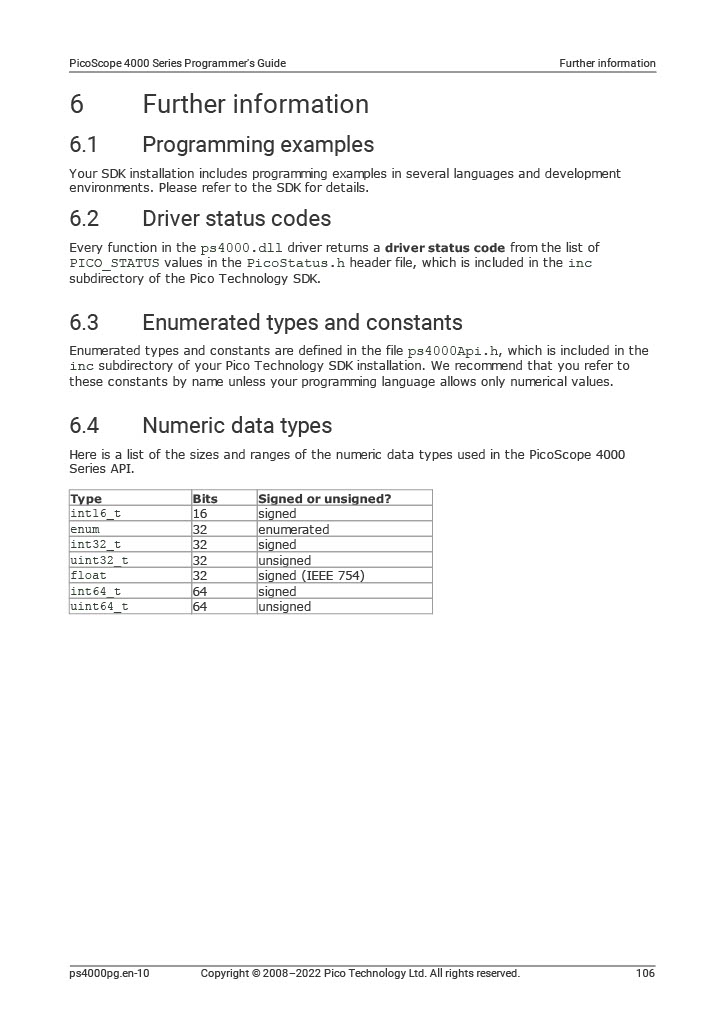 PicoScope 4000 Series Programmer's Guide Further information
6 Further information
6.1 Programming examples
Your SDK installation includes programming examples in several languages and development
environments. Please refer to the SDK for details.
6.2 Driver status codes
Every function in the ps4000.dll driver returns a driver status code from the list of
PICO_STATUS values in the PicoStatus.h header file, which is included in the inc
subdirectory of the Pico Technology SDK.
6.3 Enumerated types and constants
Enumerated types and constants are defined in the file ps4000Api.h, which is included in the
inc subdirectory of your Pico Technology SDK installation. We recommend that you refer to
these constants by name unless your programming language allows only numerical values.
6.4 Numeric data types
Here is a list of the sizes and ranges of the numeric data types used in the PicoScope 4000
Series API.
Type Bits Signed or unsigned?
int16_t 16 signed
enum 32 enumerated
int32_t 32 signed
uint32_t 32 unsigned
float 32 signed (IEEE 754)
int64_t 64 signed
uint64_t 64 unsigned
ps4000pg.en-10 Copyright © 2008–2022 Pico Technology Ltd. All rights reserved. 106